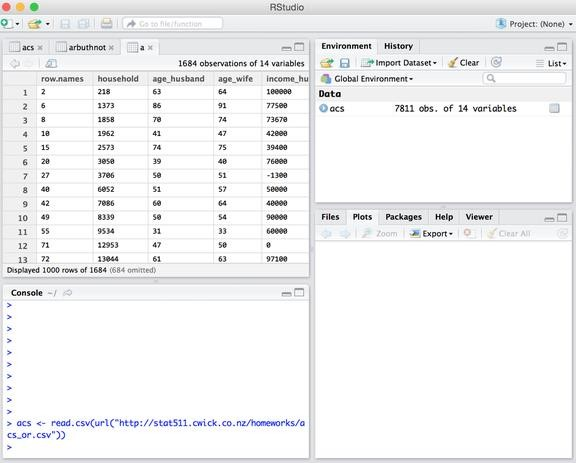 RStudio
Go to file/function
Project: (None)
acs
arbuthnot
a
1684 observations of 14 variables
row.names household age_husband age_wife income_hu
1 2 218 63 64 100000
2 6 1373 86 91 77500
3 8 1858 70 74 73670
4 10 1962 41 47 42000
5 15 2573 74 75 39400
6 20 3050 39 40 76000
7 27 3706 50 51 -1300
8 40 6052 51 57 50000
9 42 7086 60 64 40000
10 49 8339 50 54 90000
11 55 9534 31 33 60000
12 71 12953 47 50 0
13 72 13044 61 63 97100
Displayed 1000 rows of 1684 (684 omitted)
Console ~/
>
>
>
>
>
>
>
>
>
> acs <- read.csv(url("http://stat511.cwick.co.nz/homeworks/a
cs_or.csv"))
>
Environment History
Import Dataset Clear List
Global Environment
Data
acs 7811 obs. of 14 variables
Files Plots Packages Help Viewer
Zoom Export Clear All